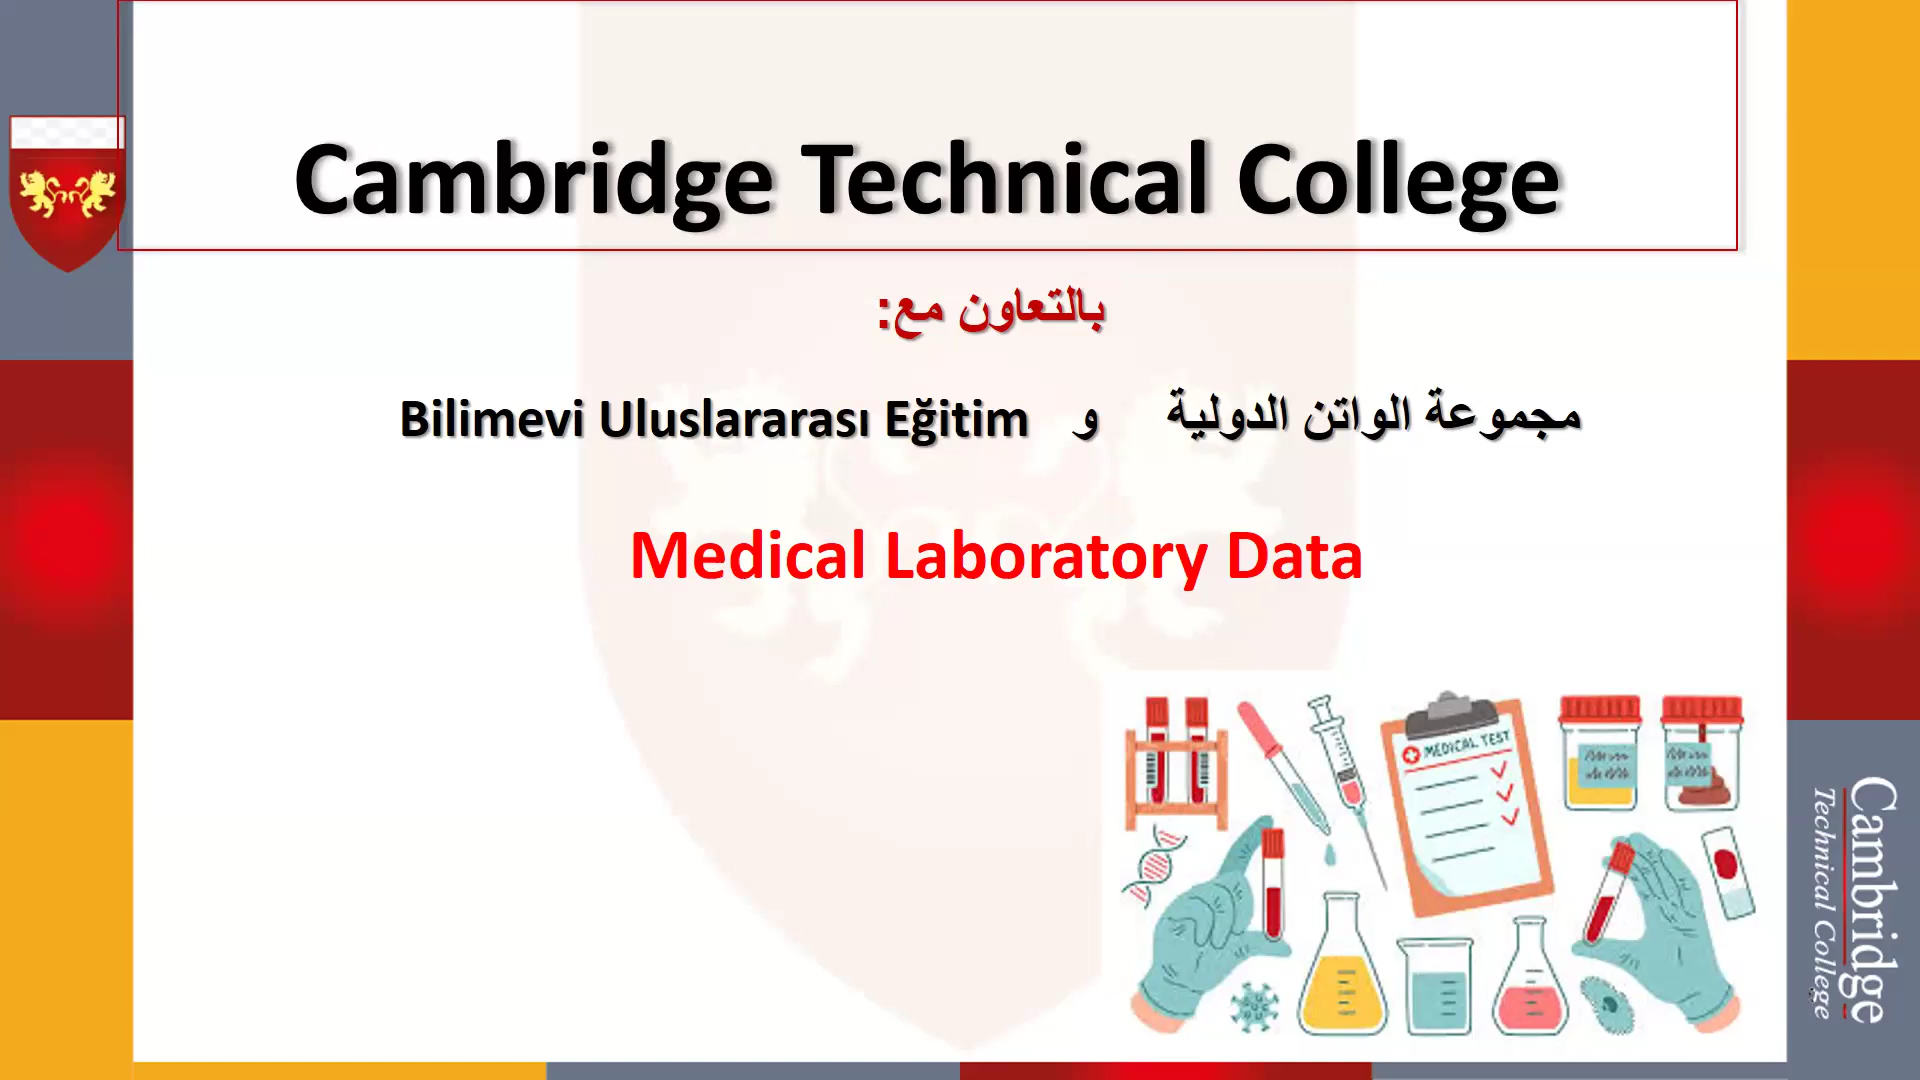 Cambridge Technical College
بالتعاون مع:
مجموعة الواتن الدولية و Bilimevi Uluslararası Eğitim
Medical Laboratory Data
MEDICAL TEST
Cambridge
Technical College